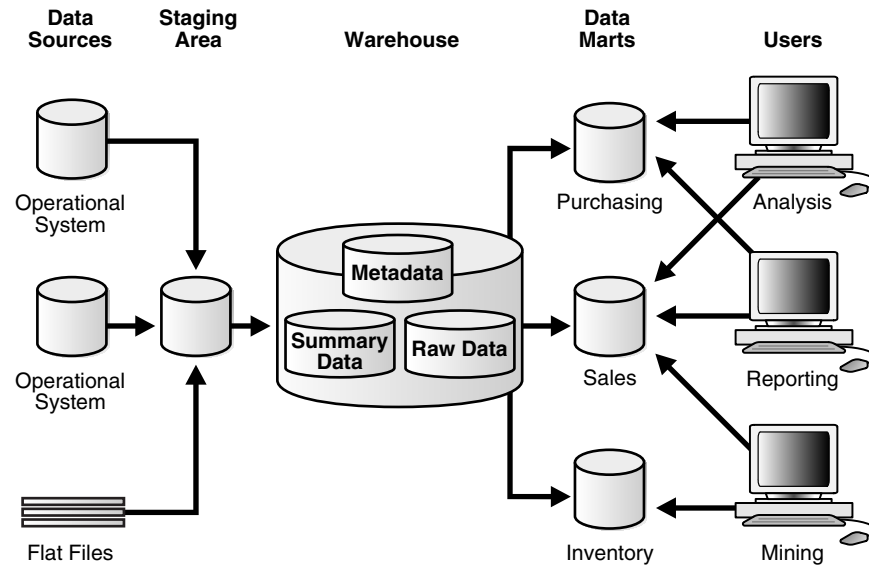 Data
Sources
Staging
Area
Warehouse
Data
Marts
Users
Operational
System
Operational
System
Flat Files
Metadata
Summary
Data
Raw Data
Purchasing
Sales
Inventory
Analysis
Reporting
Mining